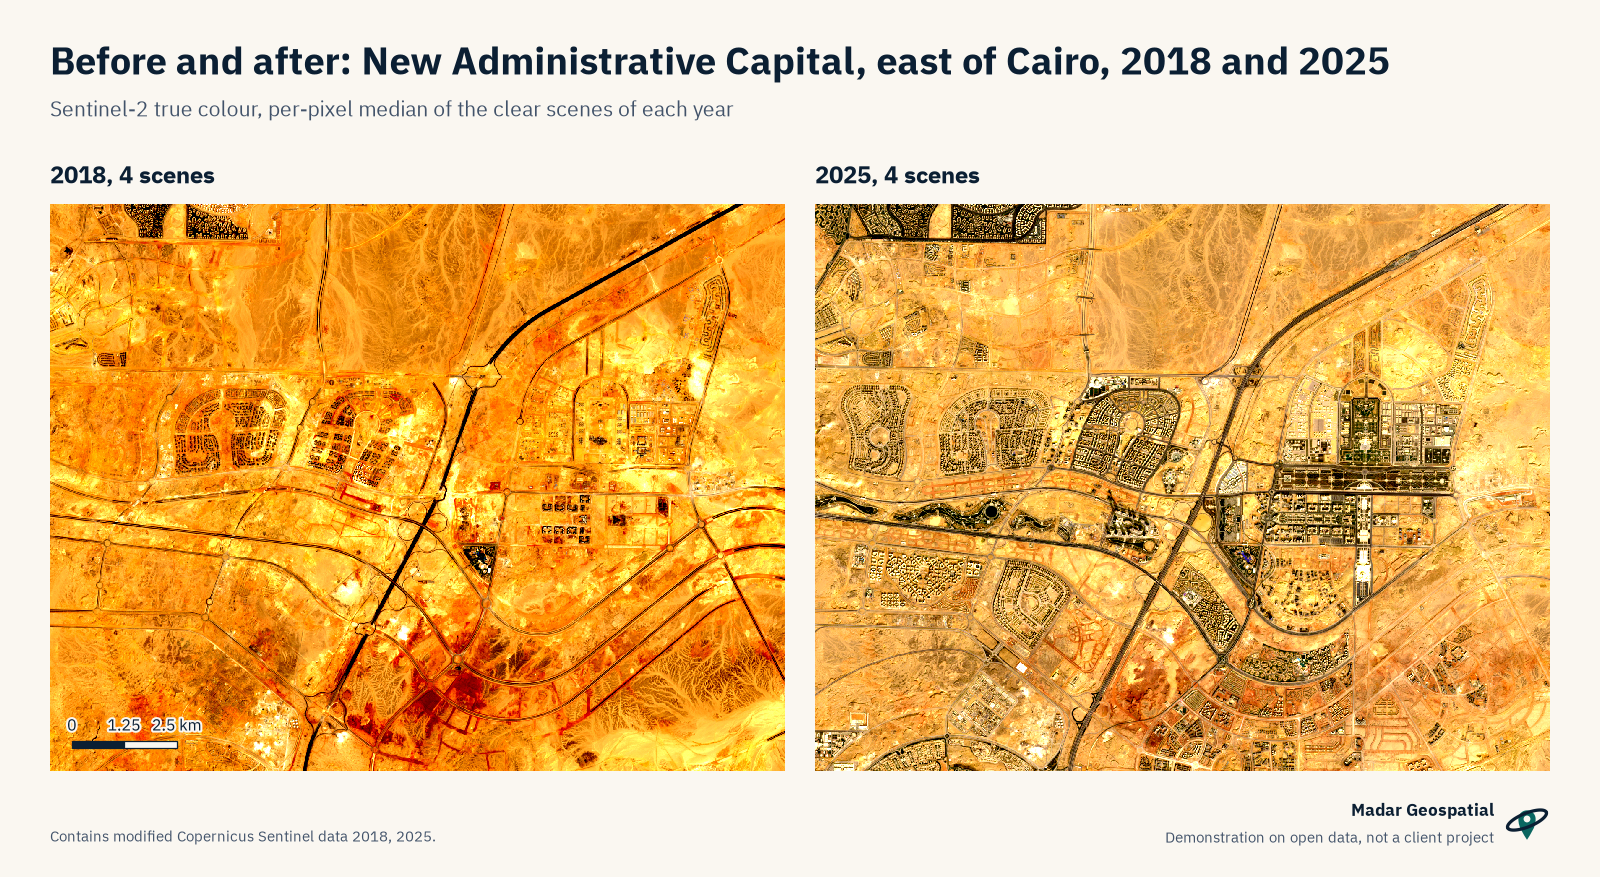 Before and after: New Administrative Capital, east of Cairo, 2018 and 2025
Sentinel-2 true colour, per-pixel median of the clear scenes of each year
2018, 4 scenes
2025, 4 scenes
0 1.25 2.5 km
Madar Geospatial
Contains modified Copernicus Sentinel data 2018, 2025.
Demonstration on open data, not a client project